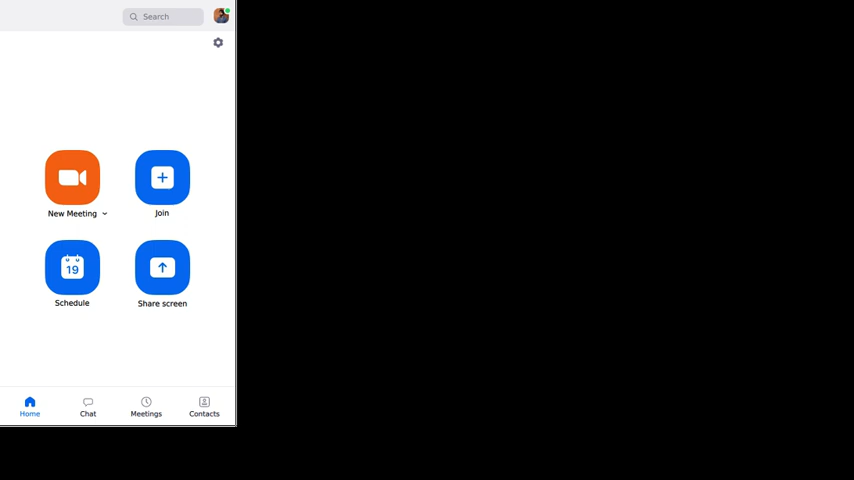 Search
New Meeting
Join
19
Schedule
Share screen
Home
Chat
Meetings
Contacts